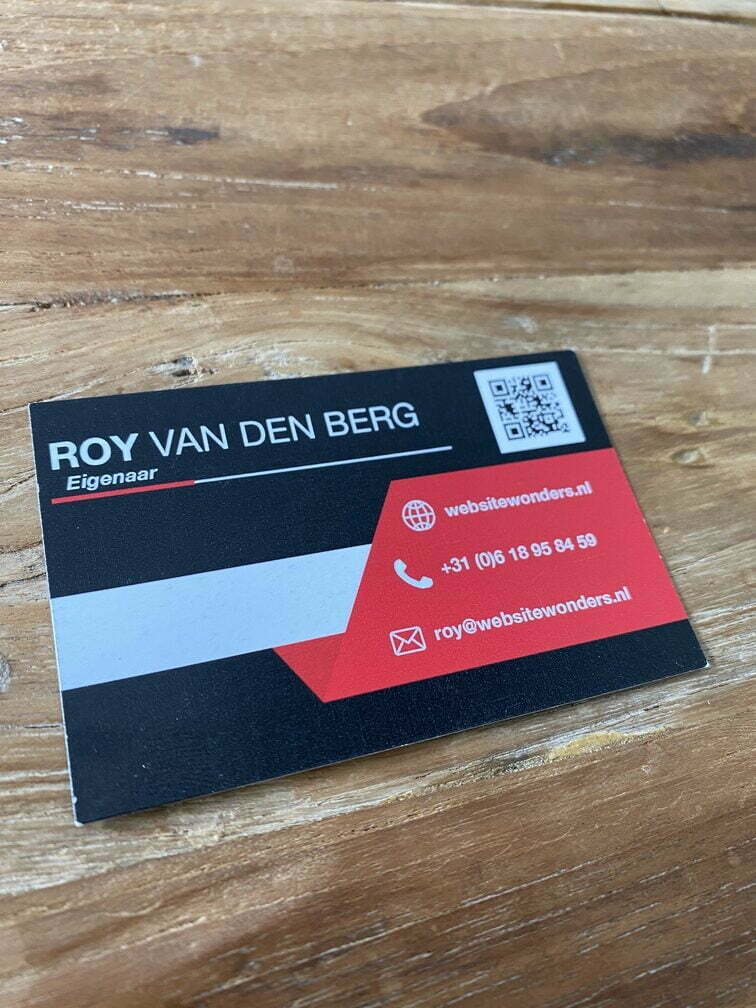 ROY VAN DEN BERG
Eigenaar
websitewonders.nl
+31 (0)6 18 95 84 59
roy@websitewonders.nl